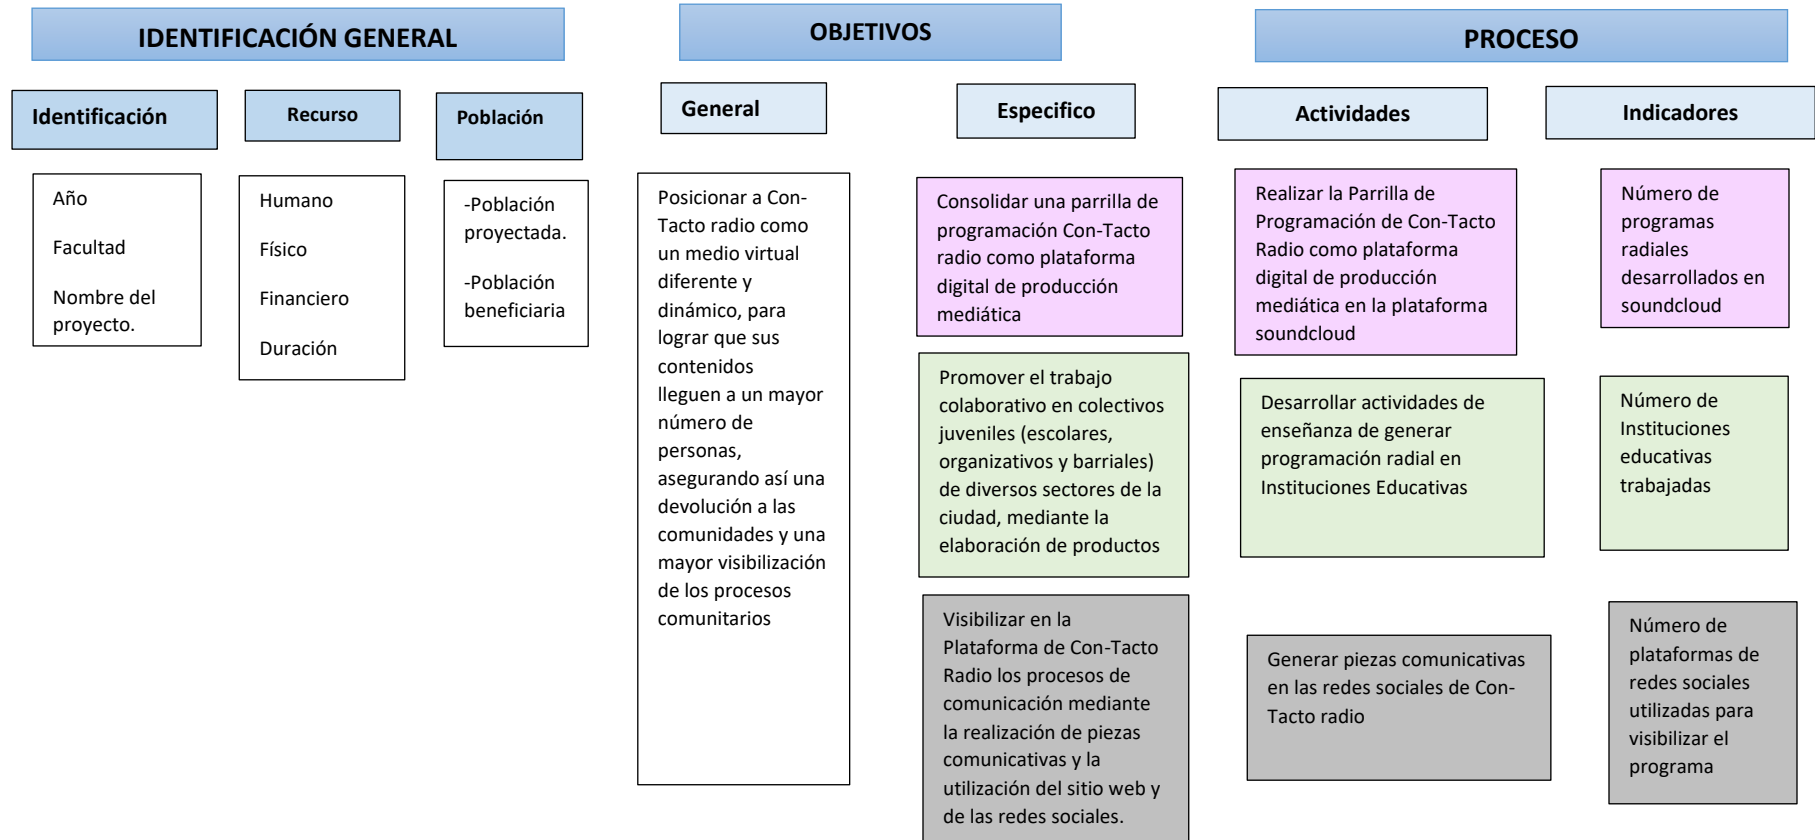 IDENTIFICACIÓN GENERAL
Identificación
Año
Facultad
Nombre del
proyecto.
Recurso
Humano
Físico
Financiero
Duración
Población
-Población
proyectada.
-Población
beneficiaria
OBJETIVOS
General
Posicionar a Con-
Tacto radio como
un medio virtual
diferente y
dinámico, para
lograr que sus
contenidos
lleguen a un mayor
número de
personas,
asegurando así una
devolución a las
comunidades y una
mayor visibilización
de los procesos
comunitarios
Especifico
Consolidar una parrilla de
programación Con-Tacto
radio como plataforma
digital de producción
mediática
Promover el trabajo
colaborativo en colectivos
juveniles (escolares,
organizativos y barriales)
de diversos sectores de la
ciudad, mediante la
elaboración de productos
Visibilizar en la
Plataforma de Con-Tacto
Radio los procesos de
comunicación mediante
la realización de piezas
comunicativas y la
utilización del sitio web y
de las redes sociales.
PROCESO
Actividades
Realizar la Parrilla de
Programación de Con-Tacto
Radio como plataforma
digital de producción
mediática en la plataforma
soundcloud
Desarrollar actividades de
enseñanza de generar
programación radial en
Instituciones Educativas
Generar piezas comunicativas
en las redes sociales de Con-
Tacto radio
Indicadores
Número de
programas
radiales
desarrollados en
soundcloud
Número de
Instituciones
educativas
trabajadas
Número de
plataformas de
redes sociales
utilizadas para
visibilizar el
programa